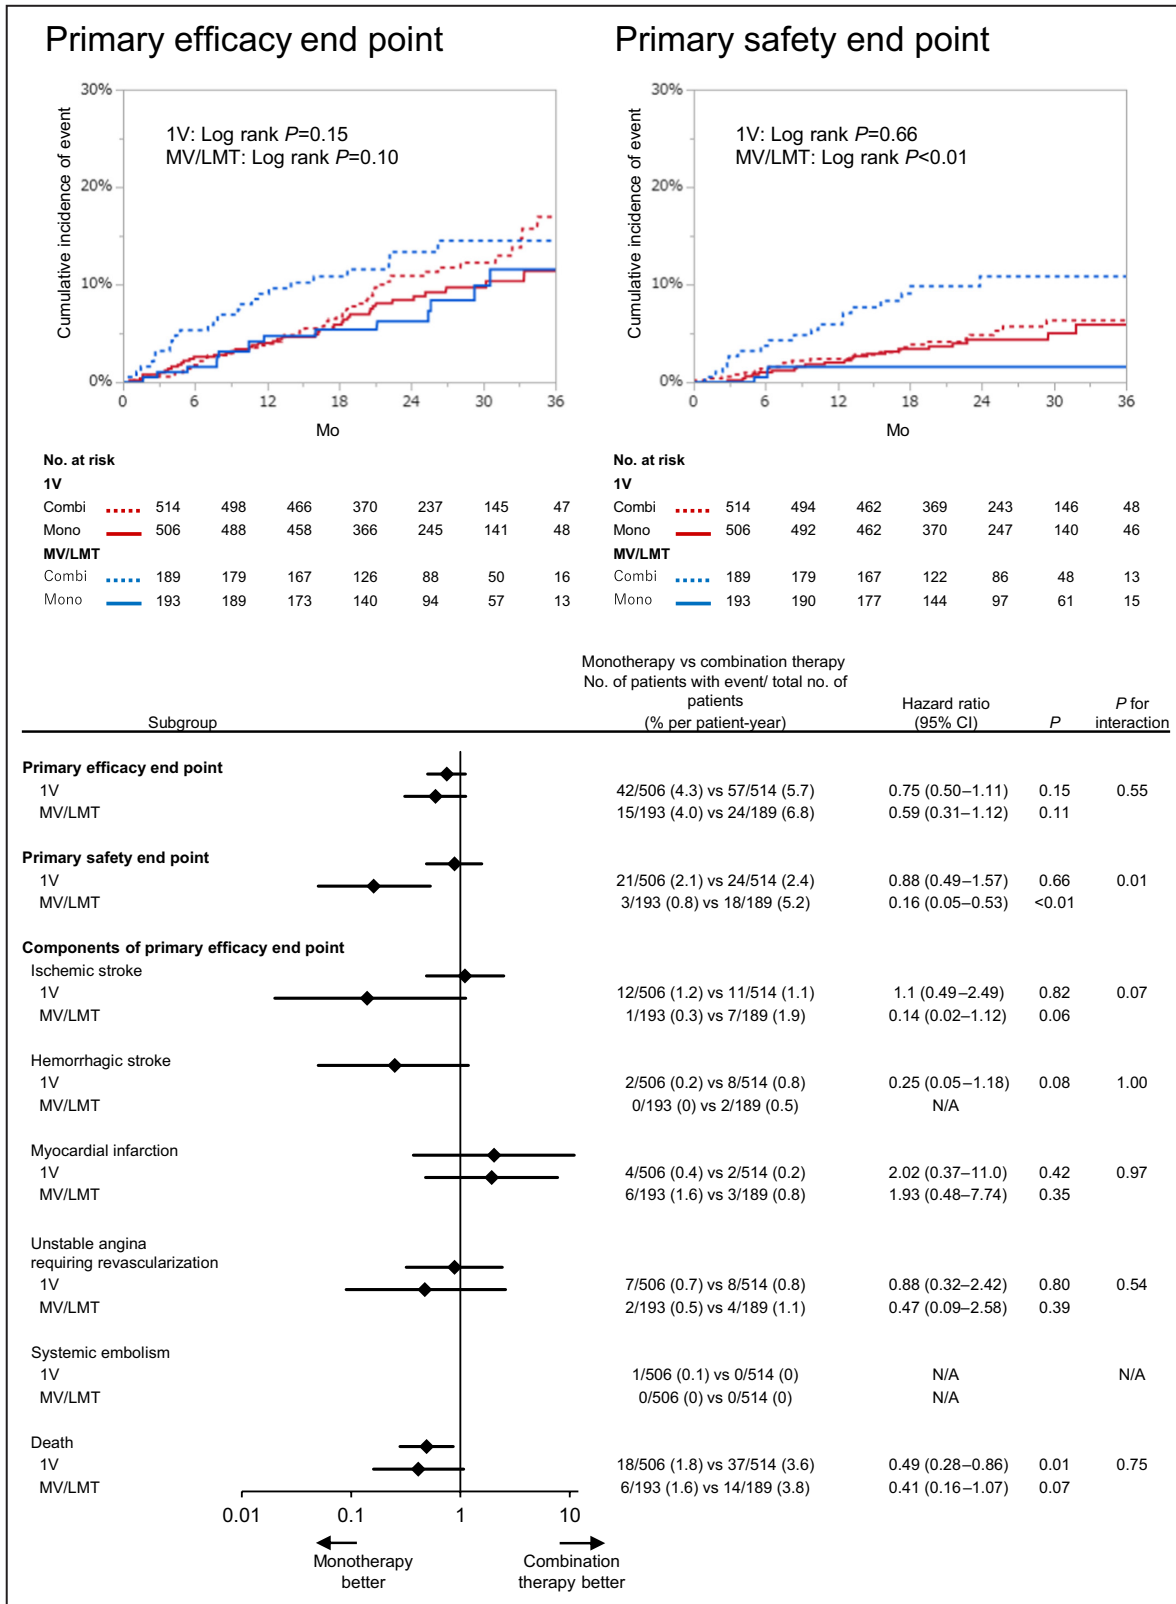 Primary efficacy end point
Primary safety end point
30%
20%
10%
0%
Cumulative incidence of event
1V: Log rank P=0.15
MV/LMT: Log rank P=0.10
0 6 12 18 24 30 36
Mo
30%
20%
10%
0%
Cumulative incidence of event
1V: Log rank P=0.66
MV/LMT: Log rank P<0.01
0 6 12 18 24 30 36
Mo
No. at risk
1V
Combi 514 498 466 370 237 145 47
Mono 506 488 458 366 245 141 48
MV/LMT
Combi 189 179 167 126 88 50 16
Mono 193 189 173 140 94 57 13
No. at risk
1V
Combi 514 494 462 369 243 146 48
Mono 506 492 462 370 247 140 46
MV/LMT
Combi 189 179 167 122 86 48 13
Mono 193 190 177 144 97 61 15
Subgroup
Monotherapy vs combination therapy
No. of patients with event/ total no. of
patients
(% per patient-year)
Hazard ratio
(95% CI)
P
P for
interaction
Primary efficacy end point
1V 42/506 (4.3) vs 57/514 (5.7) 0.75 (0.50–1.11) 0.15 0.55
MV/LMT 15/193 (4.0) vs 24/189 (6.8) 0.59 (0.31–1.12) 0.11
Primary safety end point
1V 21/506 (2.1) vs 24/514 (2.4) 0.88 (0.49–1.57) 0.66 0.01
MV/LMT 3/193 (0.8) vs 18/189 (5.2) 0.16 (0.05–0.53) <0.01
Components of primary efficacy end point
Ischemic stroke
1V 12/506 (1.2) vs 11/514 (1.1) 1.1 (0.49–2.49) 0.82 0.07
MV/LMT 1/193 (0.3) vs 7/189 (1.9) 0.14 (0.02–1.12) 0.06
Hemorrhagic stroke
1V 2/506 (0.2) vs 8/514 (0.8) 0.25 (0.05–1.18) 0.08 1.00
MV/LMT 0/193 (0) vs 2/189 (0.5) N/A
Myocardial infarction
1V 4/506 (0.4) vs 2/514 (0.2) 2.02 (0.37–11.0) 0.42 0.97
MV/LMT 6/193 (1.6) vs 3/189 (0.8) 1.93 (0.48–7.74) 0.35
Unstable angina
requiring revascularization
1V 7/506 (0.7) vs 8/514 (0.8) 0.88 (0.32–2.42) 0.80 0.54
MV/LMT 2/193 (0.5) vs 4/189 (1.1) 0.47 (0.09–2.58) 0.39
Systemic embolism
1V 1/506 (0.1) vs 0/514 (0) N/A N/A
MV/LMT 0/506 (0) vs 0/514 (0) N/A
Death
1V 18/506 (1.8) vs 37/514 (3.6) 0.49 (0.28–0.86) 0.01 0.75
MV/LMT 6/193 (1.6) vs 14/189 (3.8) 0.41 (0.16–1.07) 0.07
0.01 0.1 1 10
Monotherapy
better
Combination
therapy better